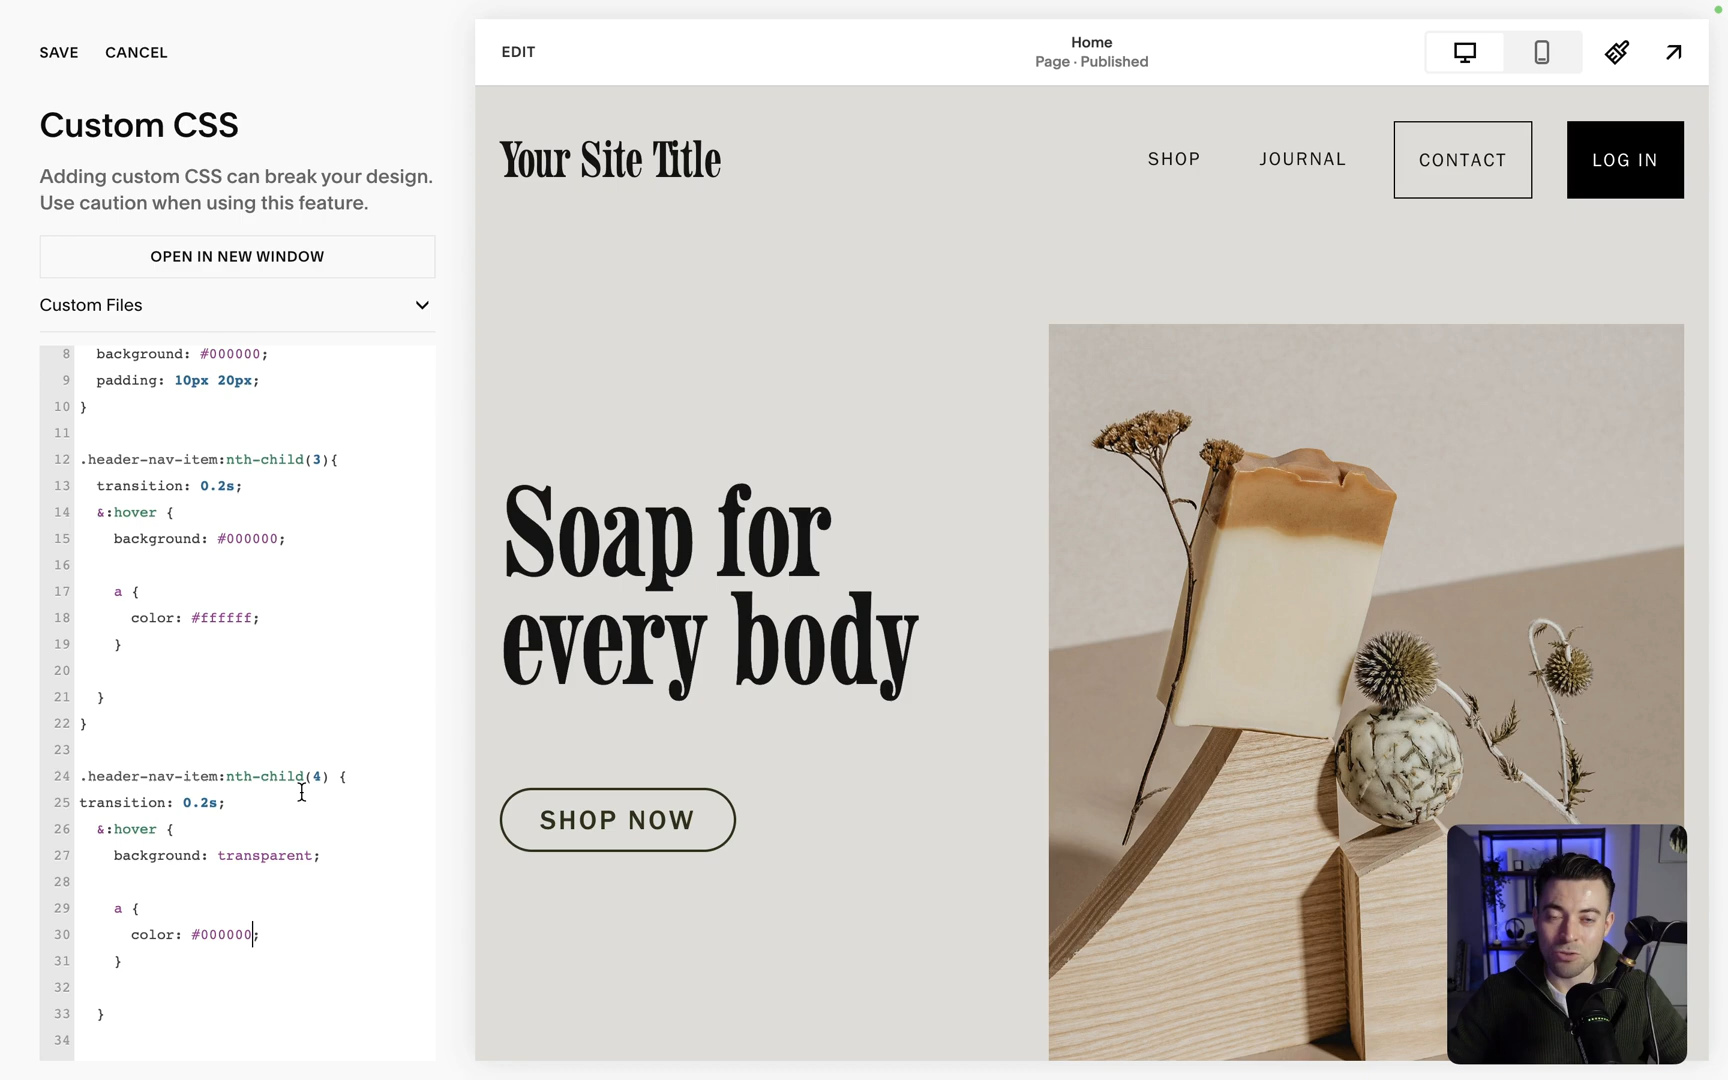 SAVE CANCEL
Custom CSS
Adding custom CSS can break your design.
Use caution when using this feature.
OPEN IN NEW WINDOW
Custom Files
8 background: #000000;
9 padding: 10px 20px;
10 }
11
12 .header-nav-item:nth-child(3){
13 transition: 0.2s;
14 &:hover {
15 background: #000000;
16
17 a {
18 color: #ffffff;
19 }
20
21 }
22 }
23
24 .header-nav-item:nth-child(4) {
25 transition: 0.2s;
26 &:hover {
27 background: transparent;
28
29 a {
30 color: #000000;
31 }
32
33 }
34
EDIT
Home
Page · Published
Your Site Title
SHOP JOURNAL CONTACT LOG IN
Soap for
every body
SHOP NOW